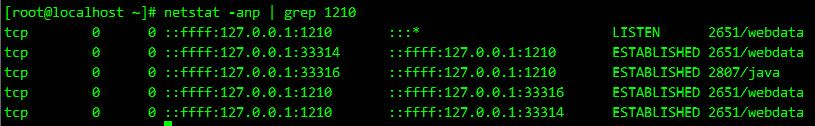 [root@localhost ~]# netstat -anp | grep 1210
tcp        0      0 ::ffff:127.0.0.1:1210       :::*                        LISTEN      2651/webdata
tcp        0      0 ::ffff:127.0.0.1:33314      ::ffff:127.0.0.1:1210       ESTABLISHED 2651/webdata
tcp        0      0 ::ffff:127.0.0.1:33316      ::ffff:127.0.0.1:1210       ESTABLISHED 2807/java
tcp        0      0 ::ffff:127.0.0.1:1210       ::ffff:127.0.0.1:33316      ESTABLISHED 2651/webdata
tcp        0      0 ::ffff:127.0.0.1:1210       ::ffff:127.0.0.1:33314      ESTABLISHED 2651/webdata